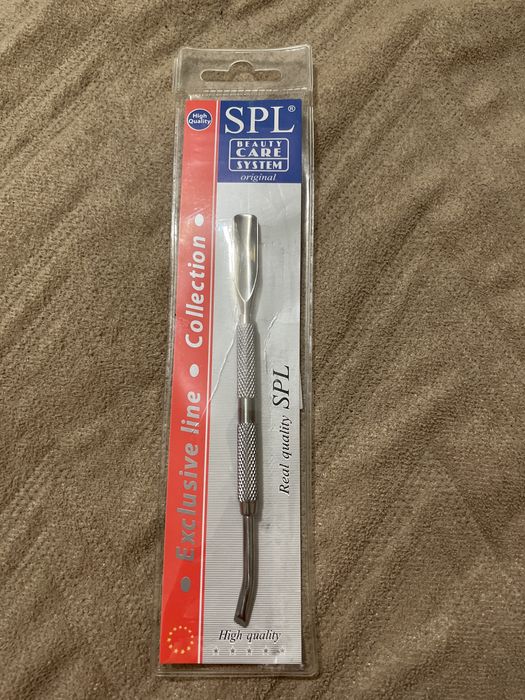 High
Quality
SPL®
BEAUTY
CARE
SYSTEM
original
• Exclusive line • Collection •
Real quality SPL
High quality